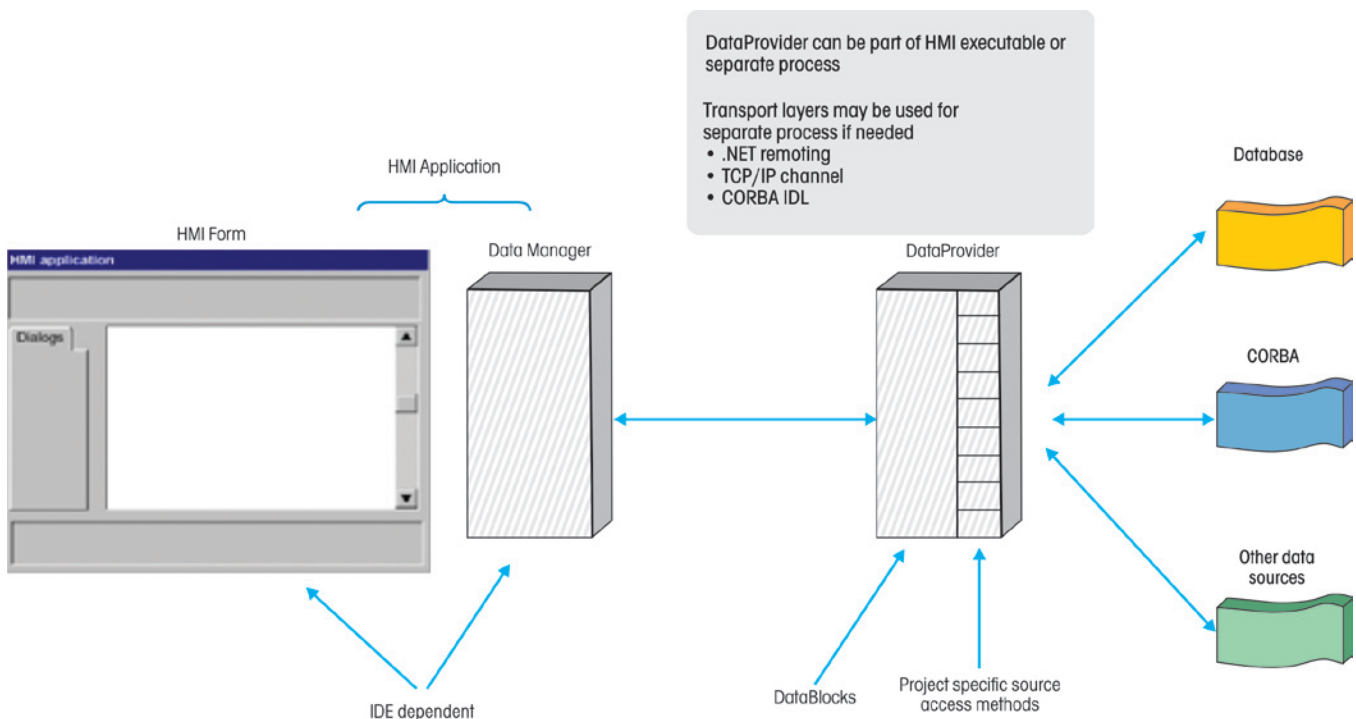 DataProvider can be part of HMI executable or
separate process
Transport layers may be used for
separate process if needed
• .NET remoting
• TCP/IP channel
• CORBA IDL
HMI Application
HMI Form
HMI application
Dialogs
Data Manager
DataProvider
Database
CORBA
Other data
sources
IDE dependent
DataBlocks
Project specific source
access methods